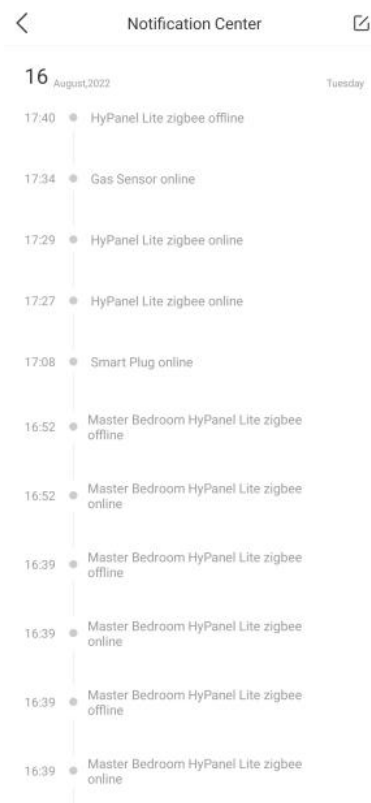 Notification Center
16 August,2022 Tuesday
17:40 HyPanel Lite zigbee offline
17:34 Gas Sensor online
17:29 HyPanel Lite zigbee online
17:27 HyPanel Lite zigbee online
17:08 Smart Plug online
16:52 Master Bedroom HyPanel Lite zigbee
offline
16:52 Master Bedroom HyPanel Lite zigbee
online
16:39 Master Bedroom HyPanel Lite zigbee
offline
16:39 Master Bedroom HyPanel Lite zigbee
online
16:39 Master Bedroom HyPanel Lite zigbee
offline
16:39 Master Bedroom HyPanel Lite zigbee
online